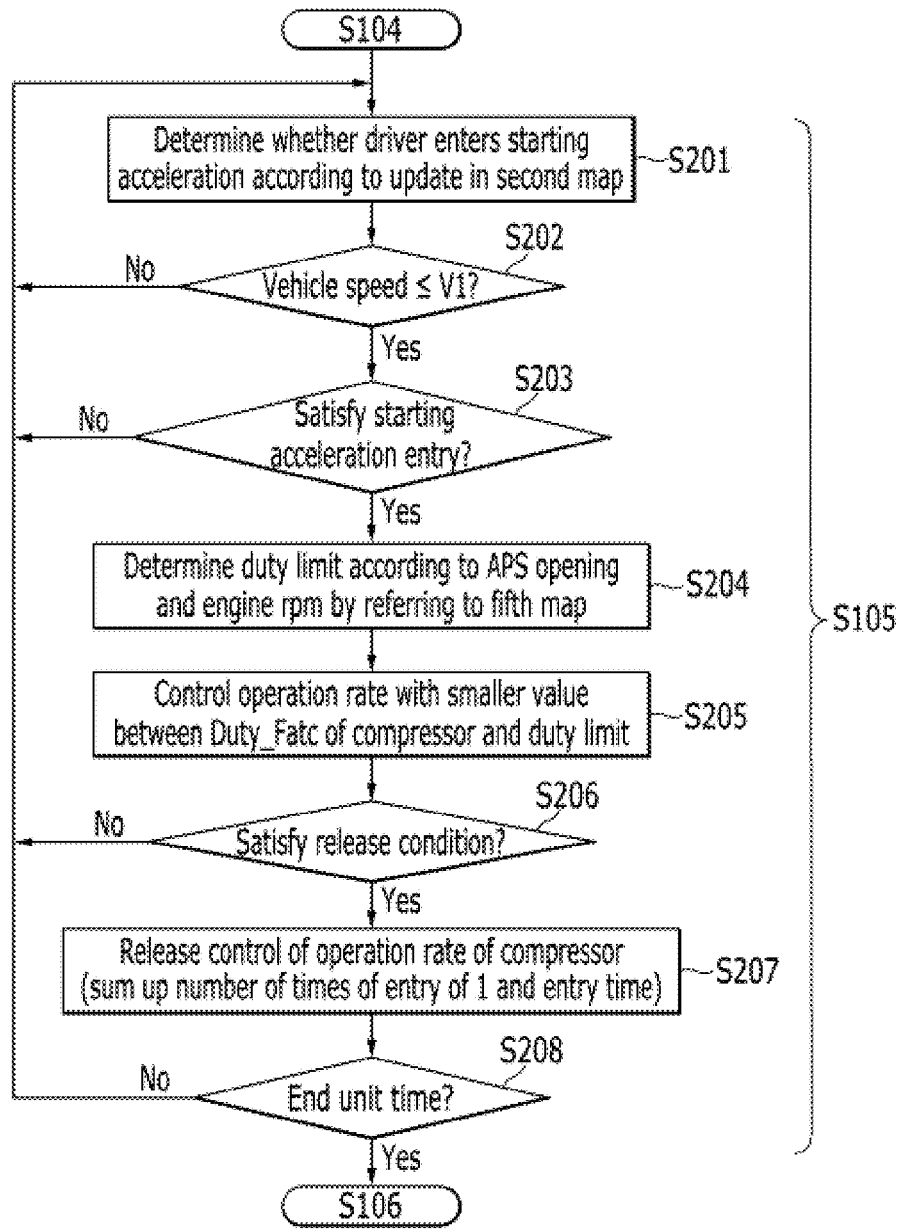 S104
Determine whether driver enters starting
acceleration according to update in second map
S201
S202
No
Vehicle speed ≤ V1?
Yes
S203
No
Satisfy starting
acceleration entry?
Yes
Determine duty limit according to APS opening
and engine rpm by referring to fifth map
S204
S105
Control operation rate with smaller value
between Duty_Fatc of compressor and duty limit
S205
S206
No
Satisfy release condition?
Yes
Release control of operation rate of compressor
(sum up number of times of entry of 1 and entry time)
S207
S208
No
End unit time?
Yes
S106